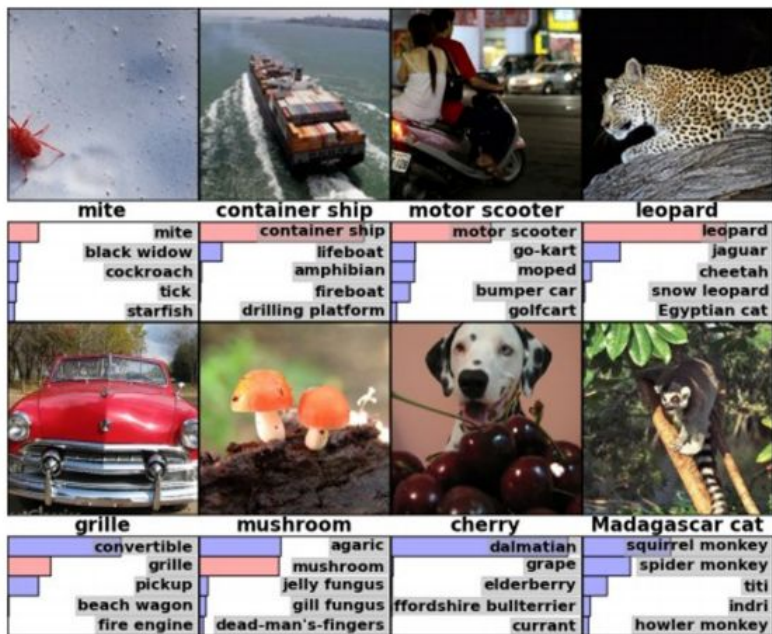 mite
container ship
motor scooter
leopard
mite
black widow
cockroach
tick
starfish
container ship
lifeboat
amphibian
fireboat
drilling platform
motor scooter
go-kart
moped
bumper car
golfcart
leopard
jaguar
cheetah
snow leopard
Egyptian cat
grille
mushroom
cherry
Madagascar cat
convertible
grille
pickup
beach wagon
fire engine
agaric
mushroom
jelly fungus
gill fungus
dead-man's-fingers
dalmatian
grape
elderberry
ffordshire bullterrier
currant
squirrel monkey
spider monkey
titi
indri
howler monkey